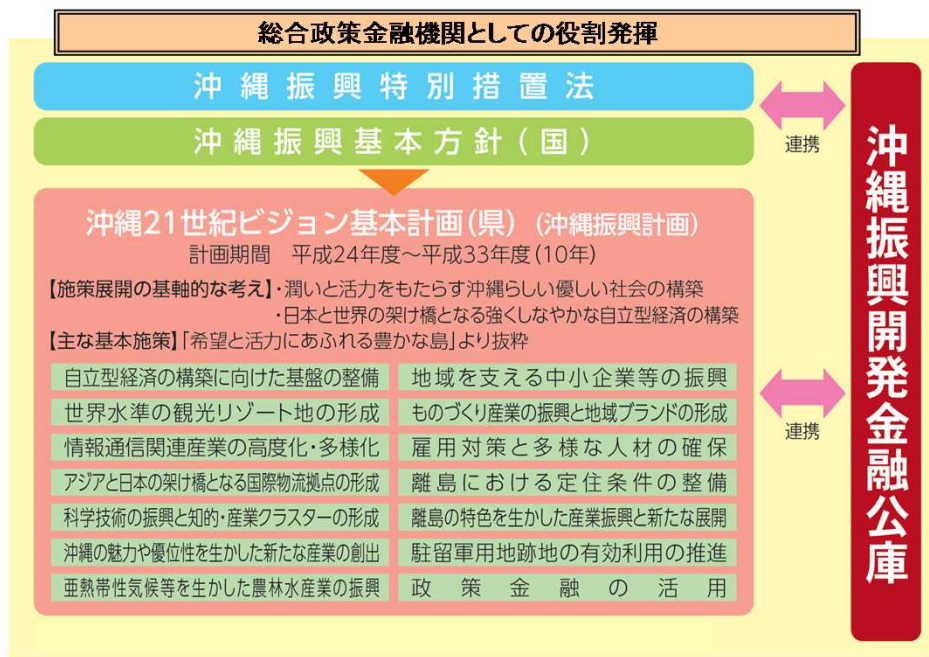 総合政策金融機関としての役割発揮
沖縄振興特別措置法
沖縄振興基本方針(国)
連携
沖縄21世紀ビジョン基本計画(県)(沖縄振興計画)
計画期間 平成24年度～平成33年度(10年)
【施策展開の基軸的な考え】・潤いと活力をもたらす沖縄らしい優しい社会の構築
・日本と世界の架け橋となる強くしなやかな自立型経済の構築
【主な基本施策】「希望と活力にあふれる豊かな島」より抜粋
自立型経済の構築に向けた基盤の整備
地域を支える中小企業等の振興
世界水準の観光リゾート地の形成
ものづくり産業の振興と地域ブランドの形成
情報通信関連産業の高度化・多様化
雇用対策と多様な人材の確保
アジアと日本の架け橋となる国際物流拠点の形成
離島における定住条件の整備
科学技術の振興と知的・産業クラスターの形成
離島の特色を生かした産業振興と新たな展開
沖縄の魅力や優位性を生かした新たな産業の創出
駐留軍用地跡地の有効利用の推進
亜熱帯性気候等を生かした農林水産業の振興
政策金融の活用
連携
沖縄振興開発金融公庫